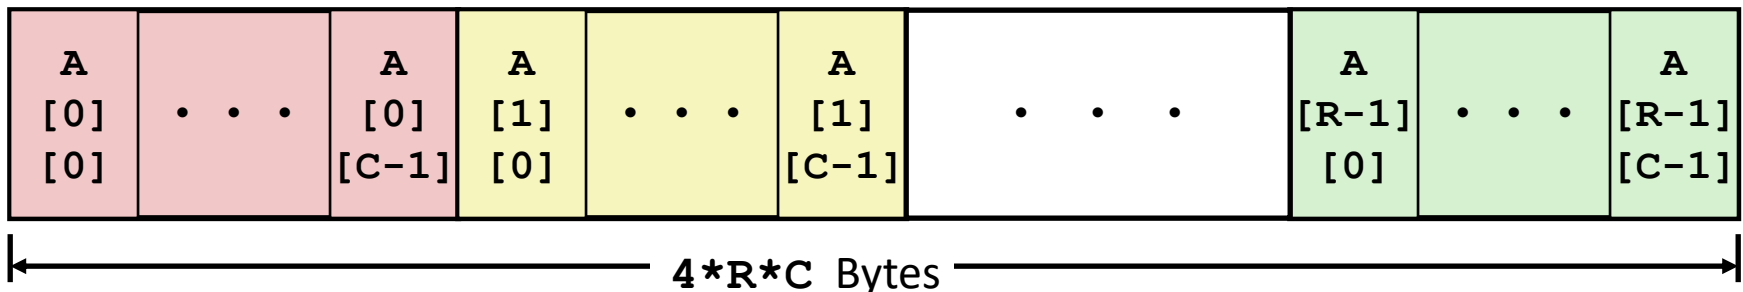 A · · · A A · · · A · · · A · · · A
[0] [0] [1] [1] [R-1] [R-1]
[0] [C-1] [0] [C-1] [0] [C-1]
4*R*C Bytes